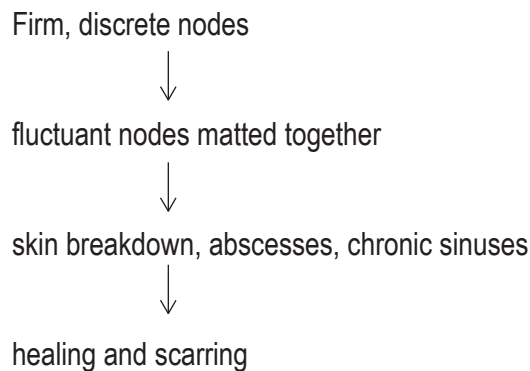 Firm, discrete nodes
fluctuant nodes matted together
skin breakdown, abscesses, chronic sinuses
healing and scarring